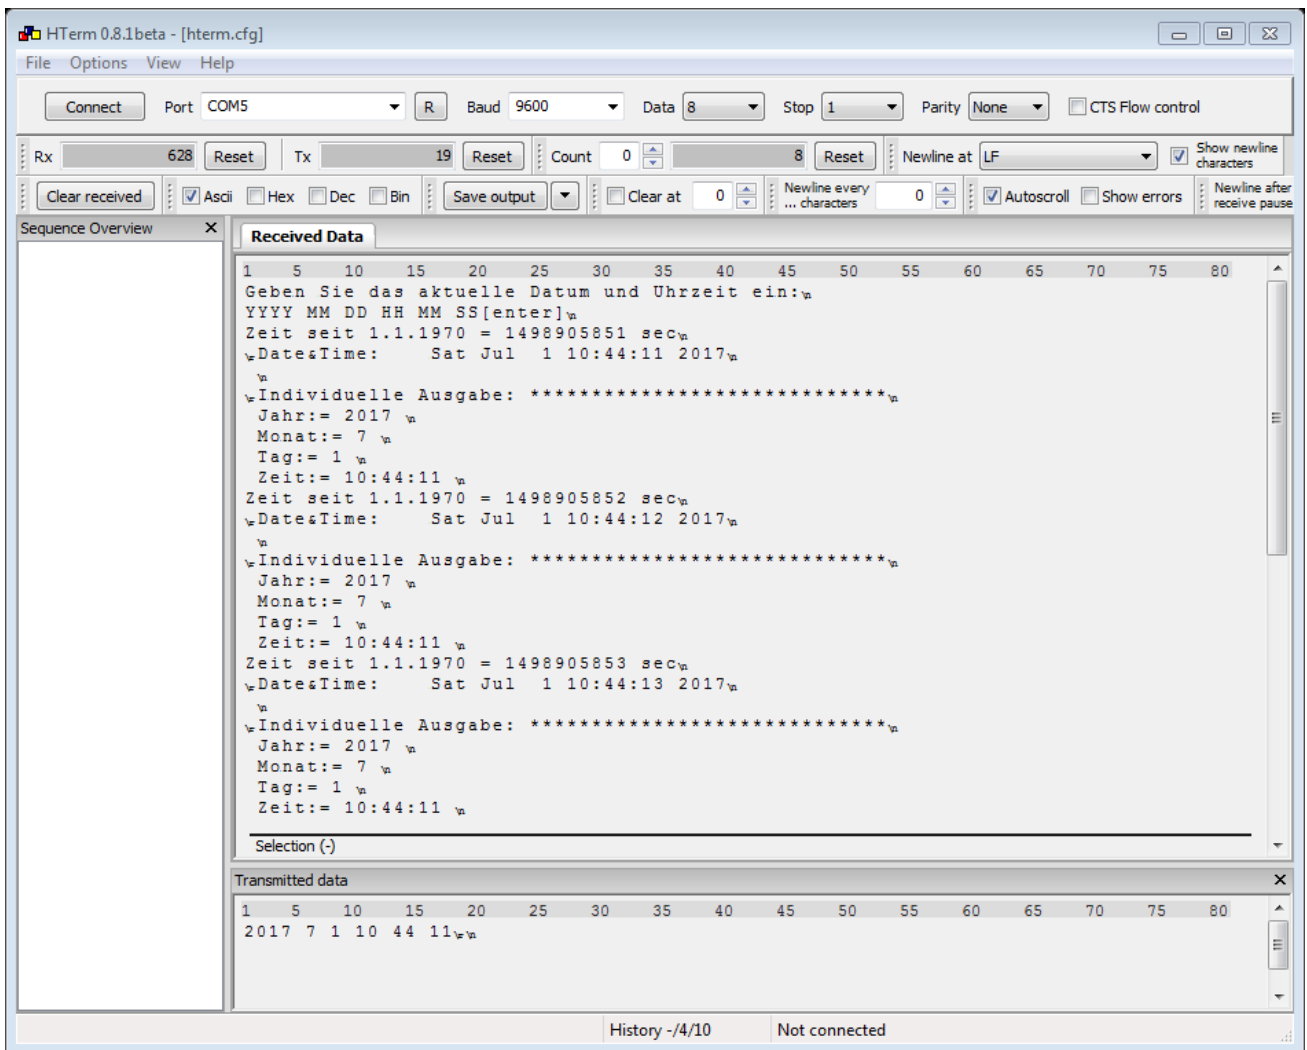 HTerm 0.8.1beta - [hterm.cfg]
File Options View Help
Connect Port COM5 R Baud 9600 Data 8 Stop 1 Parity None CTS Flow control
Rx 628 Reset Tx 19 Reset Count 0 8 Reset Newline at LF Show newline characters
Clear received Ascii Hex Dec Bin Save output Clear at 0 Newline every ... characters 0 Autoscroll Show errors Newline after receive pause
Sequence Overview
Received Data
1 5 10 15 20 25 30 35 40 45 50 55 60 65 70 75 80
Geben Sie das aktuelle Datum und Uhrzeit ein:\n
YYYY MM DD HH MM SS[enter]\n
Zeit seit 1.1.1970 = 1498905851 sec\n
\rDate&Time:    Sat Jul  1 10:44:11 2017\n
\n
\rIndividuelle Ausgabe: *****************************\n
Jahr:= 2017 \n
Monat:= 7 \n
Tag:= 1 \n
Zeit:= 10:44:11 \n
Zeit seit 1.1.1970 = 1498905852 sec\n
\rDate&Time:    Sat Jul  1 10:44:12 2017\n
\n
\rIndividuelle Ausgabe: *****************************\n
Jahr:= 2017 \n
Monat:= 7 \n
Tag:= 1 \n
Zeit:= 10:44:11 \n
Zeit seit 1.1.1970 = 1498905853 sec\n
\rDate&Time:    Sat Jul  1 10:44:13 2017\n
\n
\rIndividuelle Ausgabe: *****************************\n
Jahr:= 2017 \n
Monat:= 7 \n
Tag:= 1 \n
Zeit:= 10:44:11 \n
Selection (-)
Transmitted data
1 5 10 15 20 25 30 35 40 45 50 55 60 65 70 75 80
2017 7 1 10 44 11\r\n
History -/4/10 Not connected